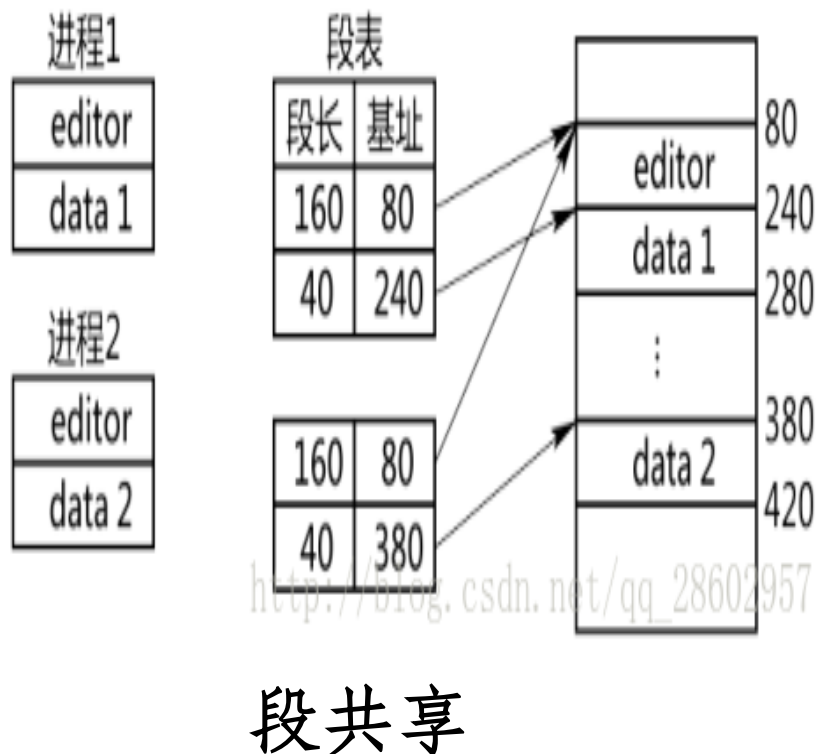 进程1
editor
data 1
进程2
editor
data 2
段表
段长 基址
160 80
40 240
160 80
40 380
80
editor
240
data 1
280
⋮
380
data 2
420
http://blog.csdn.net/qq_28602957
段共享